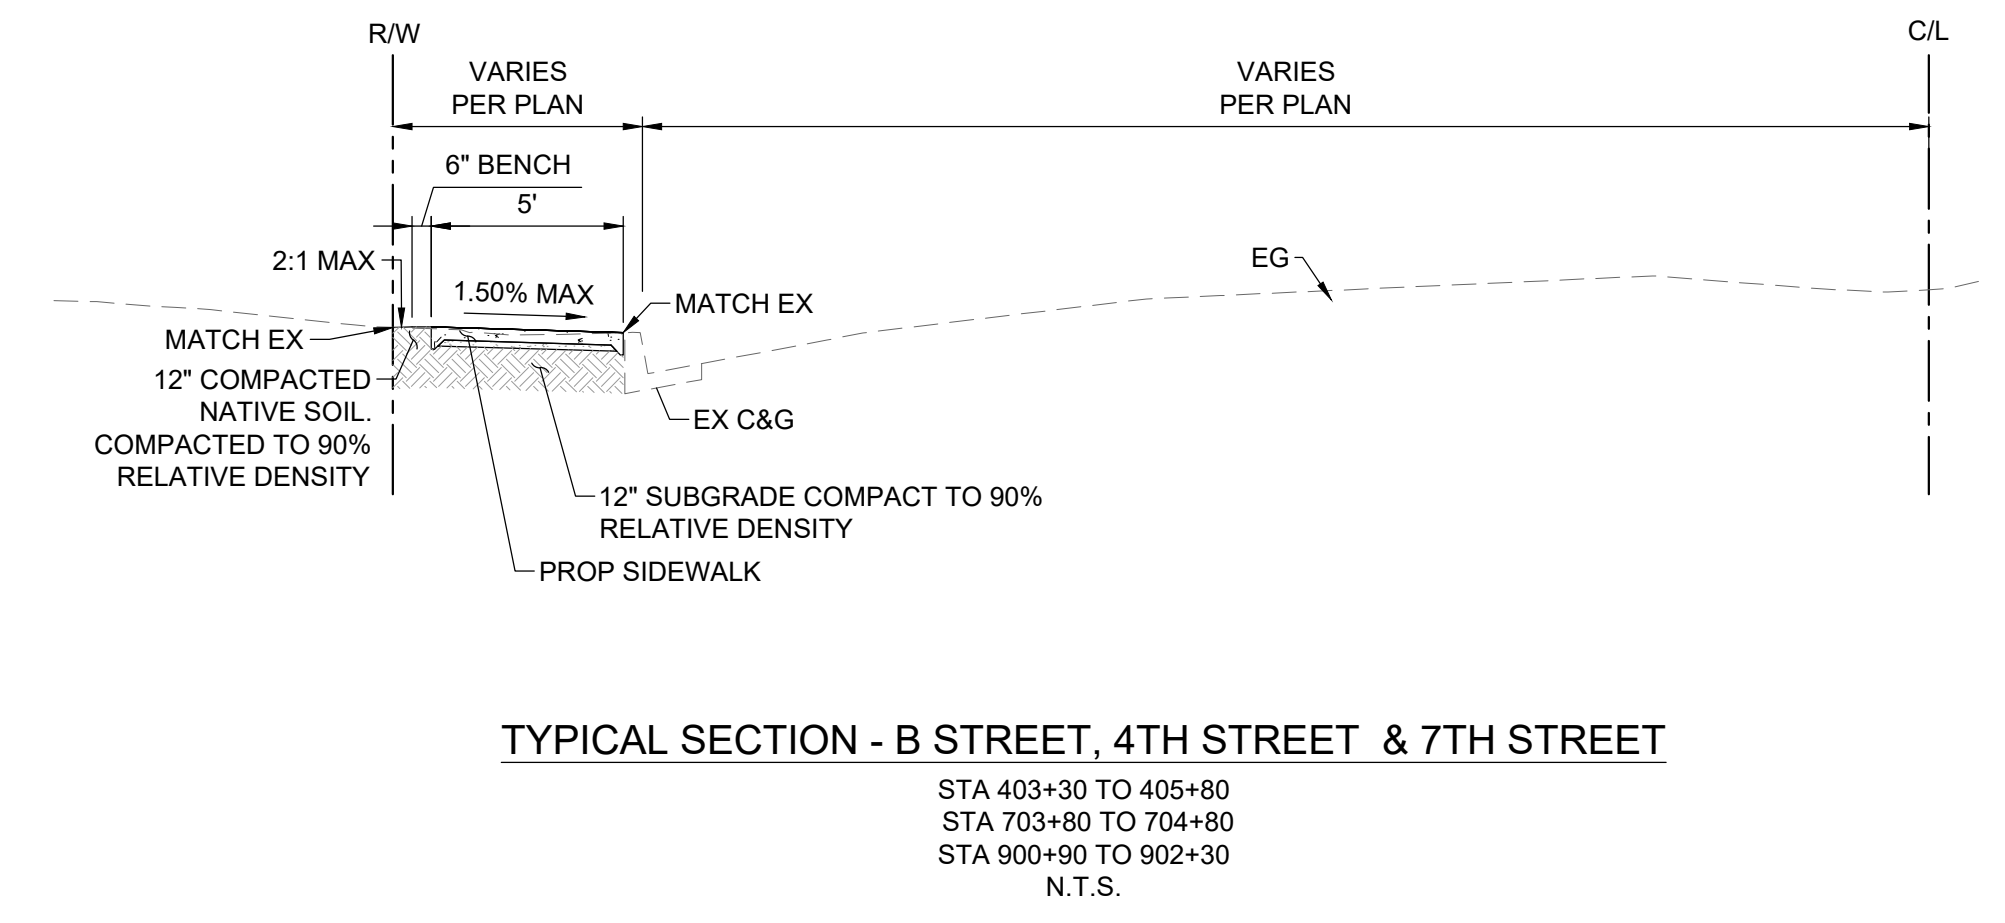 R/W
C/L
VARIES
PER PLAN
VARIES
PER PLAN
6" BENCH
5'
2:1 MAX
EG
1.50% MAX
MATCH EX
MATCH EX
12" COMPACTED
NATIVE SOIL.
COMPACTED TO 90%
RELATIVE DENSITY
EX C&G
12" SUBGRADE COMPACT TO 90%
RELATIVE DENSITY
PROP SIDEWALK
TYPICAL SECTION - B STREET, 4TH STREET & 7TH STREET
STA 403+30 TO 405+80
STA 703+80 TO 704+80
STA 900+90 TO 902+30
N.T.S.